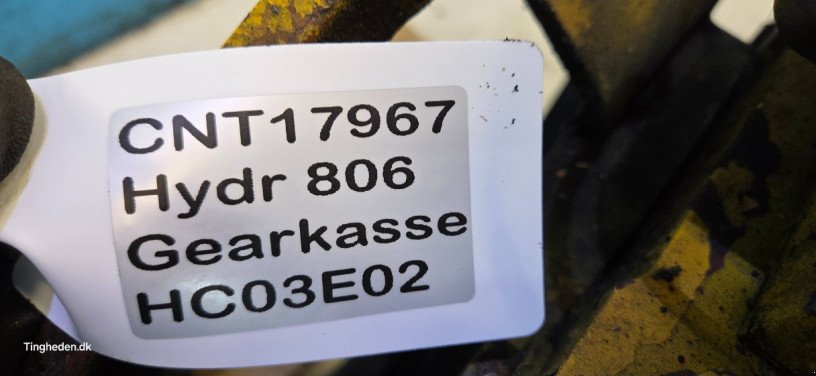 CNT17967
Hydr 806
Gearkasse
HC03E02
Tingheden.dk